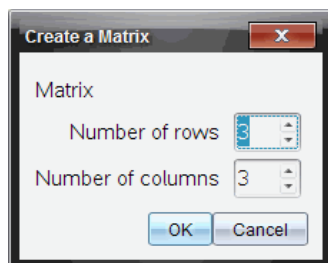 Create a Matrix
Matrix
Number of rows 3
Number of columns 3
OK Cancel